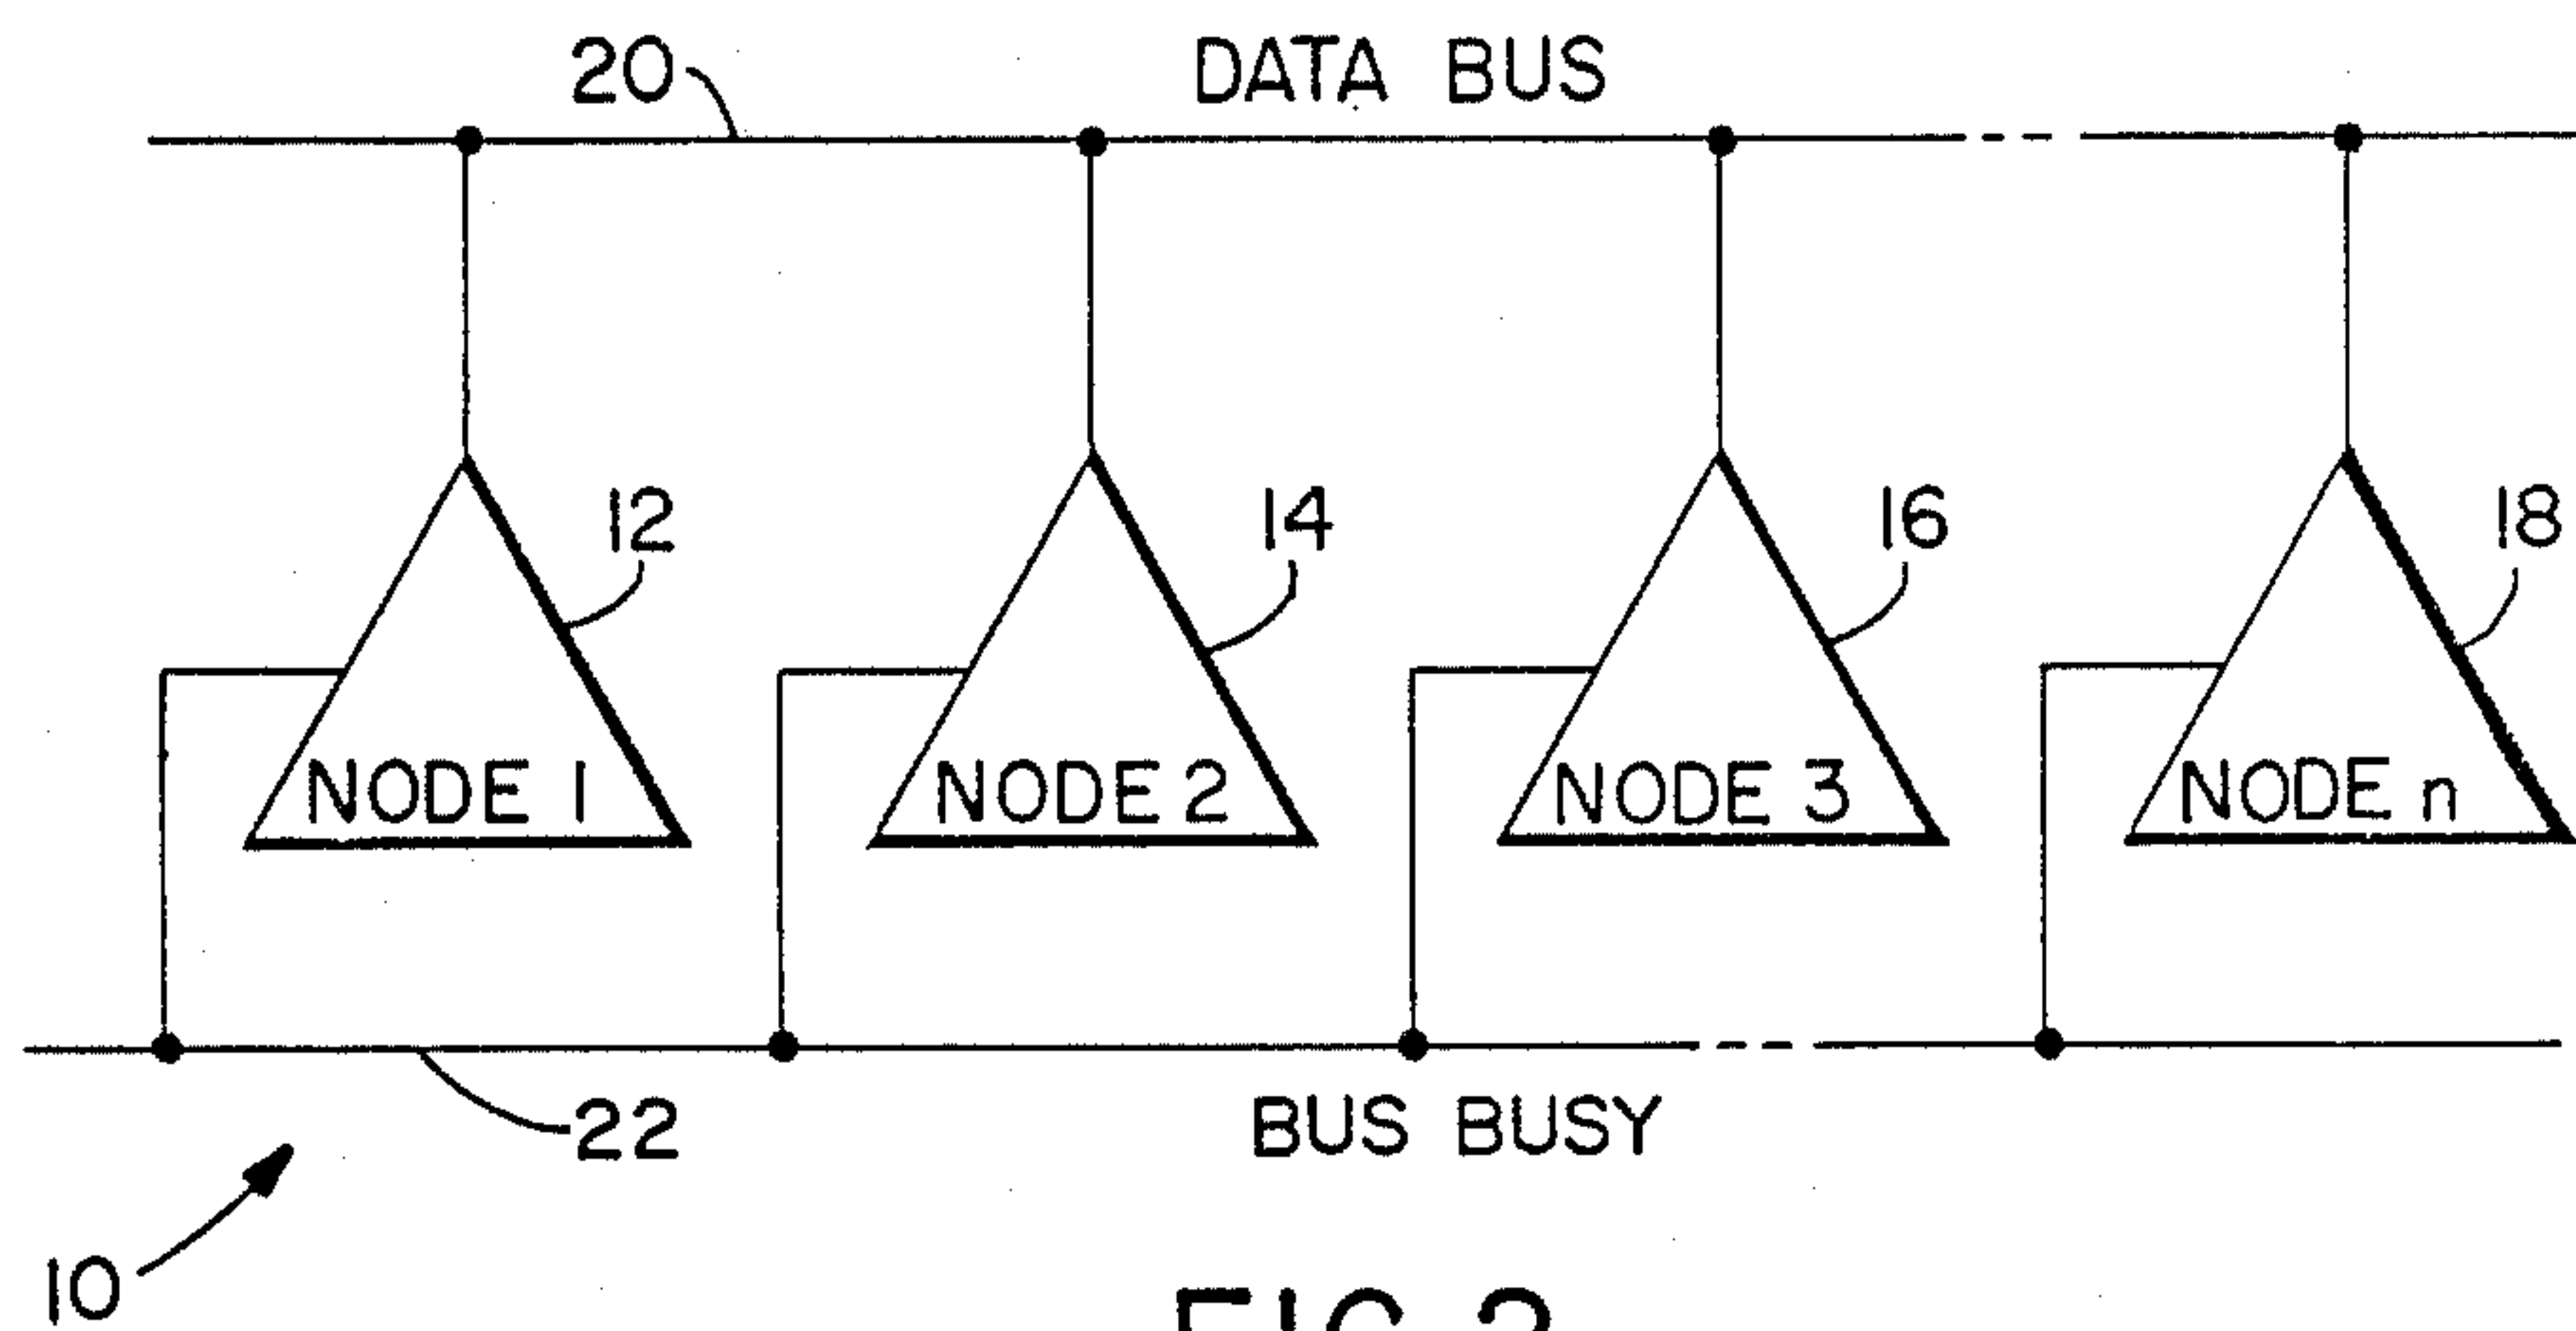 20 DATA BUS
12 14 16 18
NODE 1 NODE 2 NODE 3 NODE n
22 BUS BUSY
10